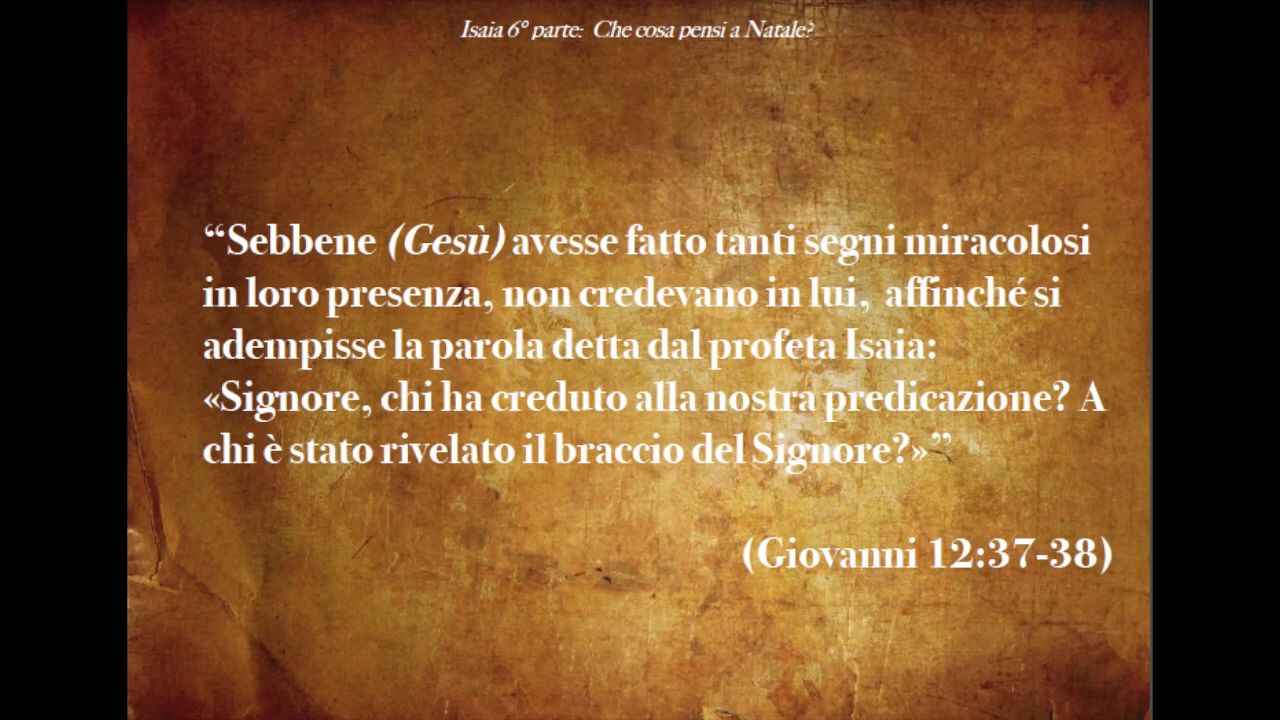 Isaia 6° parte:  Che cosa pensi a Natale?
“Sebbene (Gesù) avesse fatto tanti segni miracolosi
in loro presenza, non credevano in lui,  affinché si
adempisse la parola detta dal profeta Isaia:
«Signore, chi ha creduto alla nostra predicazione? A
chi è stato rivelato il braccio del Signore?»”
(Giovanni 12:37-38)